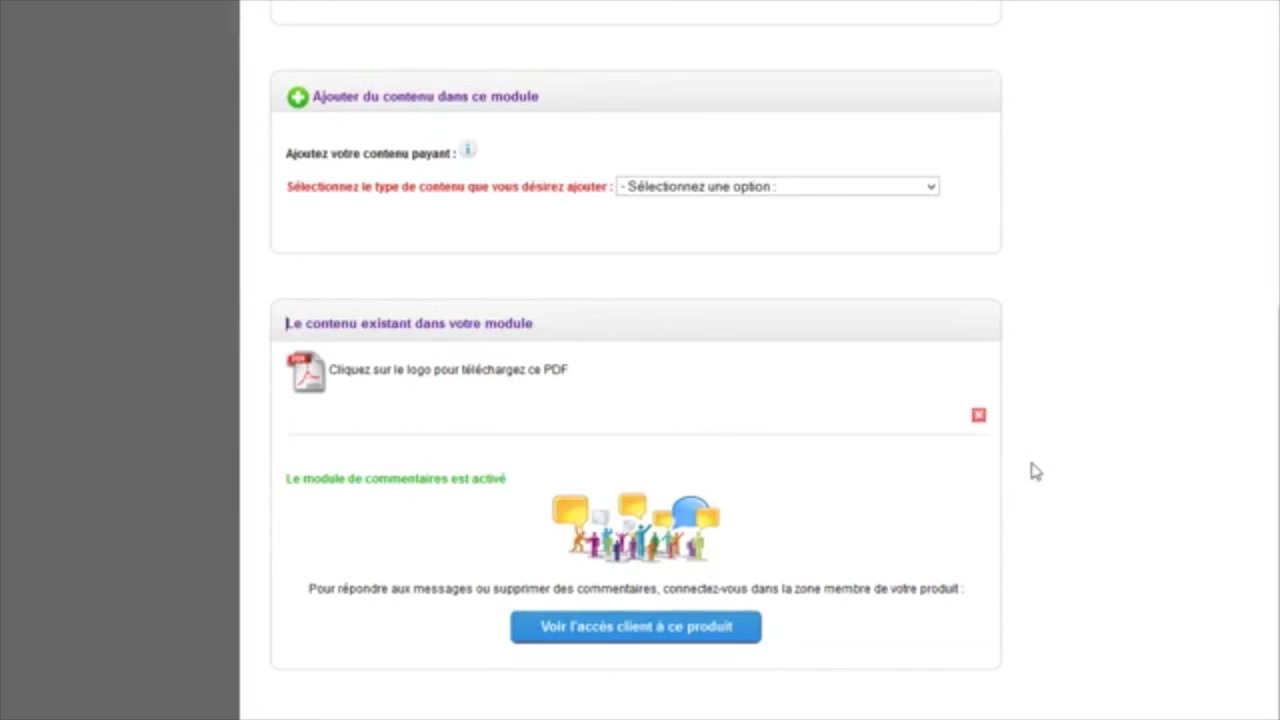 Ajouter du contenu dans ce module
Ajoutez votre contenu payant :
Sélectionnez le type de contenu que vous désirez ajouter : - Sélectionnez une option :
Le contenu existant dans votre module
PDF
Cliquez sur le logo pour téléchargez ce PDF
Le module de commentaires est activé
Pour répondre aux messages ou supprimer des commentaires, connectez-vous dans la zone membre de votre produit :
Voir l'accès client à ce produit